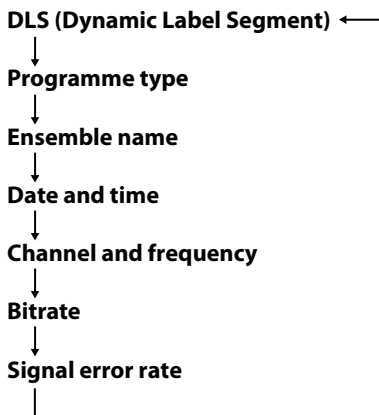 DLS (Dynamic Label Segment)
Programme type
Ensemble name
Date and time
Channel and frequency
Bitrate
Signal error rate